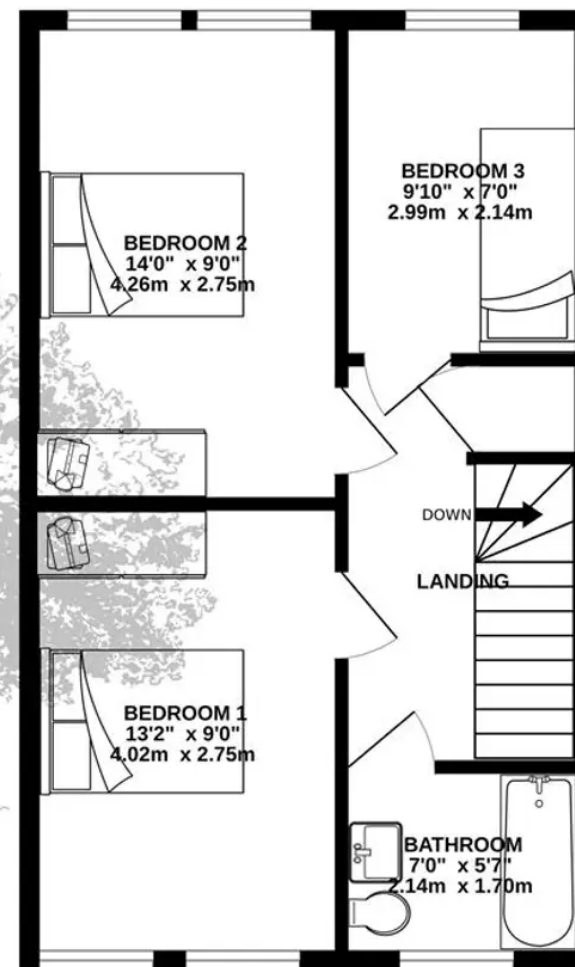 BEDROOM 3
9'10" x 7'0"
2.99m x 2.14m
BEDROOM 2
14'0" x 9'0"
4.26m x 2.75m
DOWN
LANDING
BEDROOM 1
13'2" x 9'0"
4.02m x 2.75m
BATHROOM
7'0" x 5'7"
2.14m x 1.70m